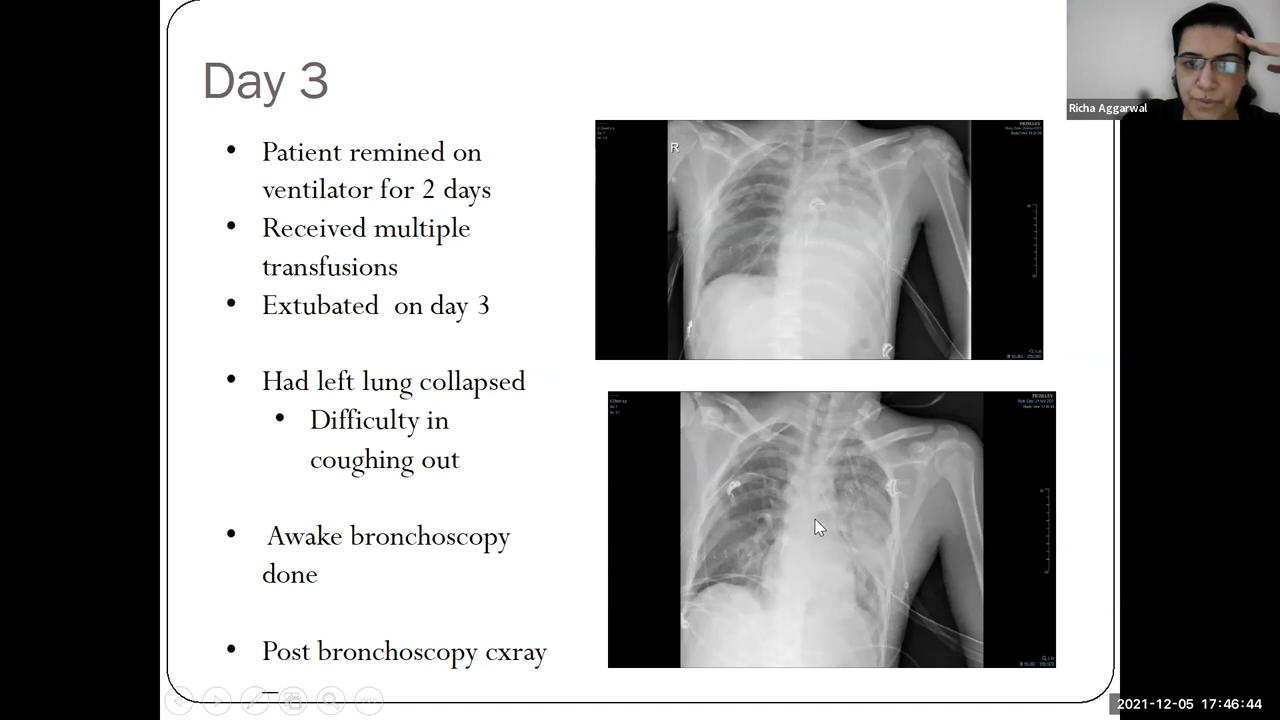 Day 3
• Patient remined on
ventilator for 2 days
• Received multiple
transfusions
• Extubated on day 3
• Had left lung collapsed
• Difficulty in
coughing out
• Awake bronchoscopy
done
• Post bronchoscopy cxray
R
PRIMARY
PRIMARY
Richa Aggarwal
2021-12-05 17:46:44